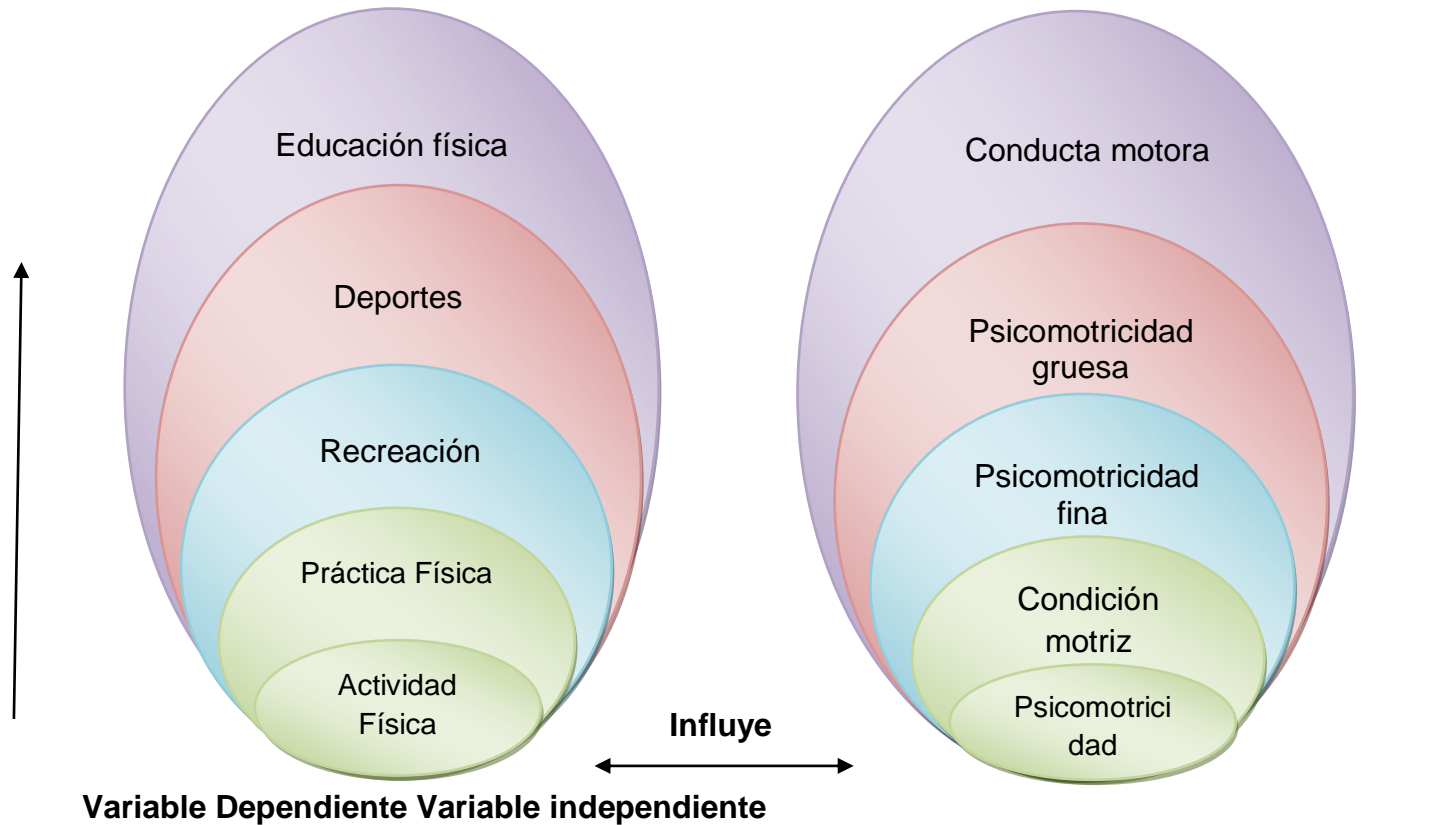 Educación física
Deportes
Recreación
Práctica Física
Actividad
Física
Conducta motora
Psicomotricidad
gruesa
Psicomotricidad
fina
Condición
motriz
Psicomotrici
dad
Influye
Variable Dependiente Variable independiente